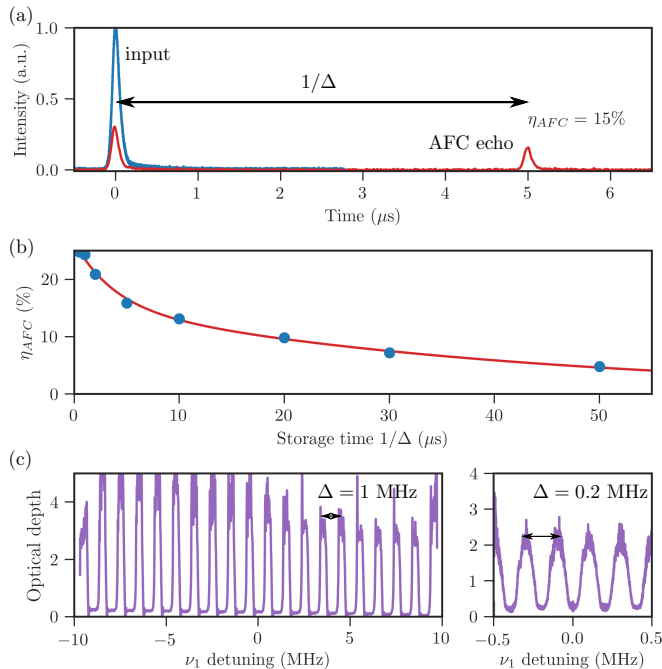 (a)
1.0
0.5
0.0
Intensity (a.u.)
input
1/Δ
η_AFC = 15%
AFC echo
0 1 2 3 4 5 6
Time (μs)
(b)
20
10
0
η_AFC (%)
0 10 20 30 40 50
Storage time 1/Δ (μs)
(c)
4
2
0
Optical depth
Δ = 1 MHz
−10 −5 0 5 10
ν₁ detuning (MHz)
4
3
2
1
0
Δ = 0.2 MHz
−0.5 0.0 0.5
ν₁ detuning (MHz)